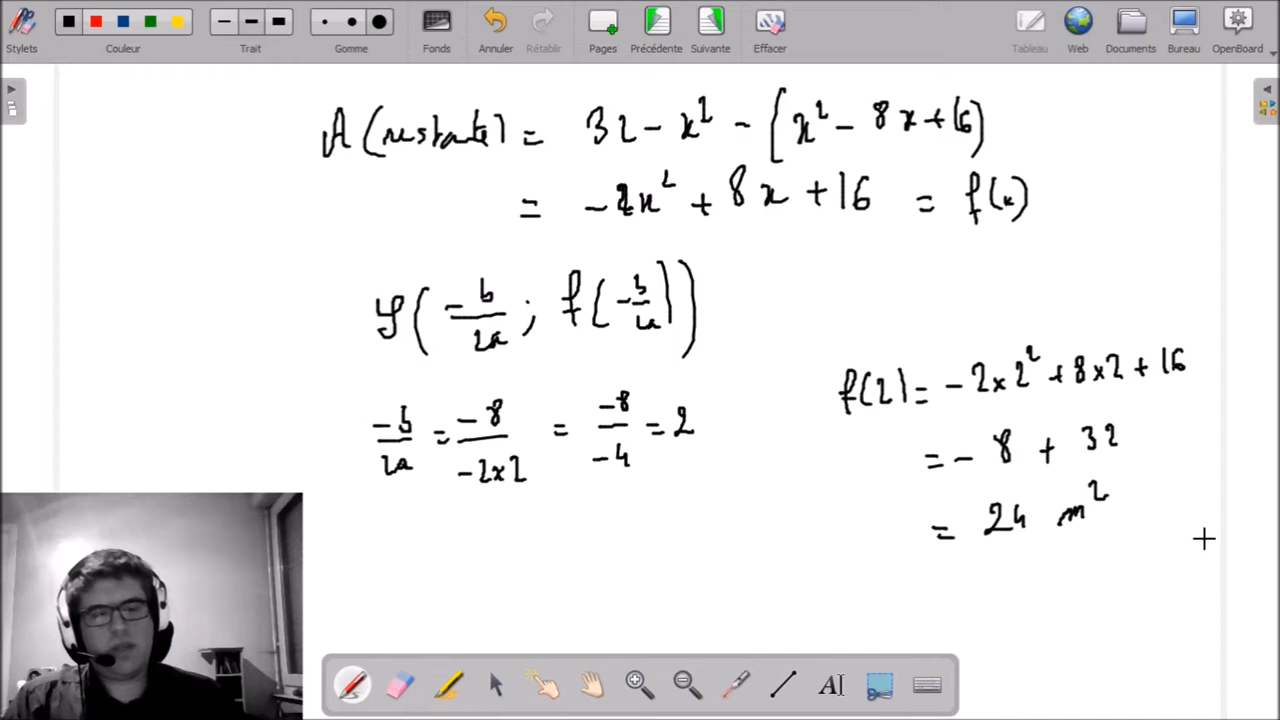 Stylets Couleur Trait Gomme Fonds Annuler Rétablir Pages Précédente Suivante Effacer Tableau Web Documents Bureau OpenBoard
A(restante) = 32 - x² - (x² - 8x + 16)
= -2x² + 8x + 16 = f(x)
S(-b/2a ; f(-b/2a))
f(2) = -2×2² + 8×2 + 16
-b/2a = -8/-2×2 = -8/-4 = 2
= -8 + 32
= 24 m²